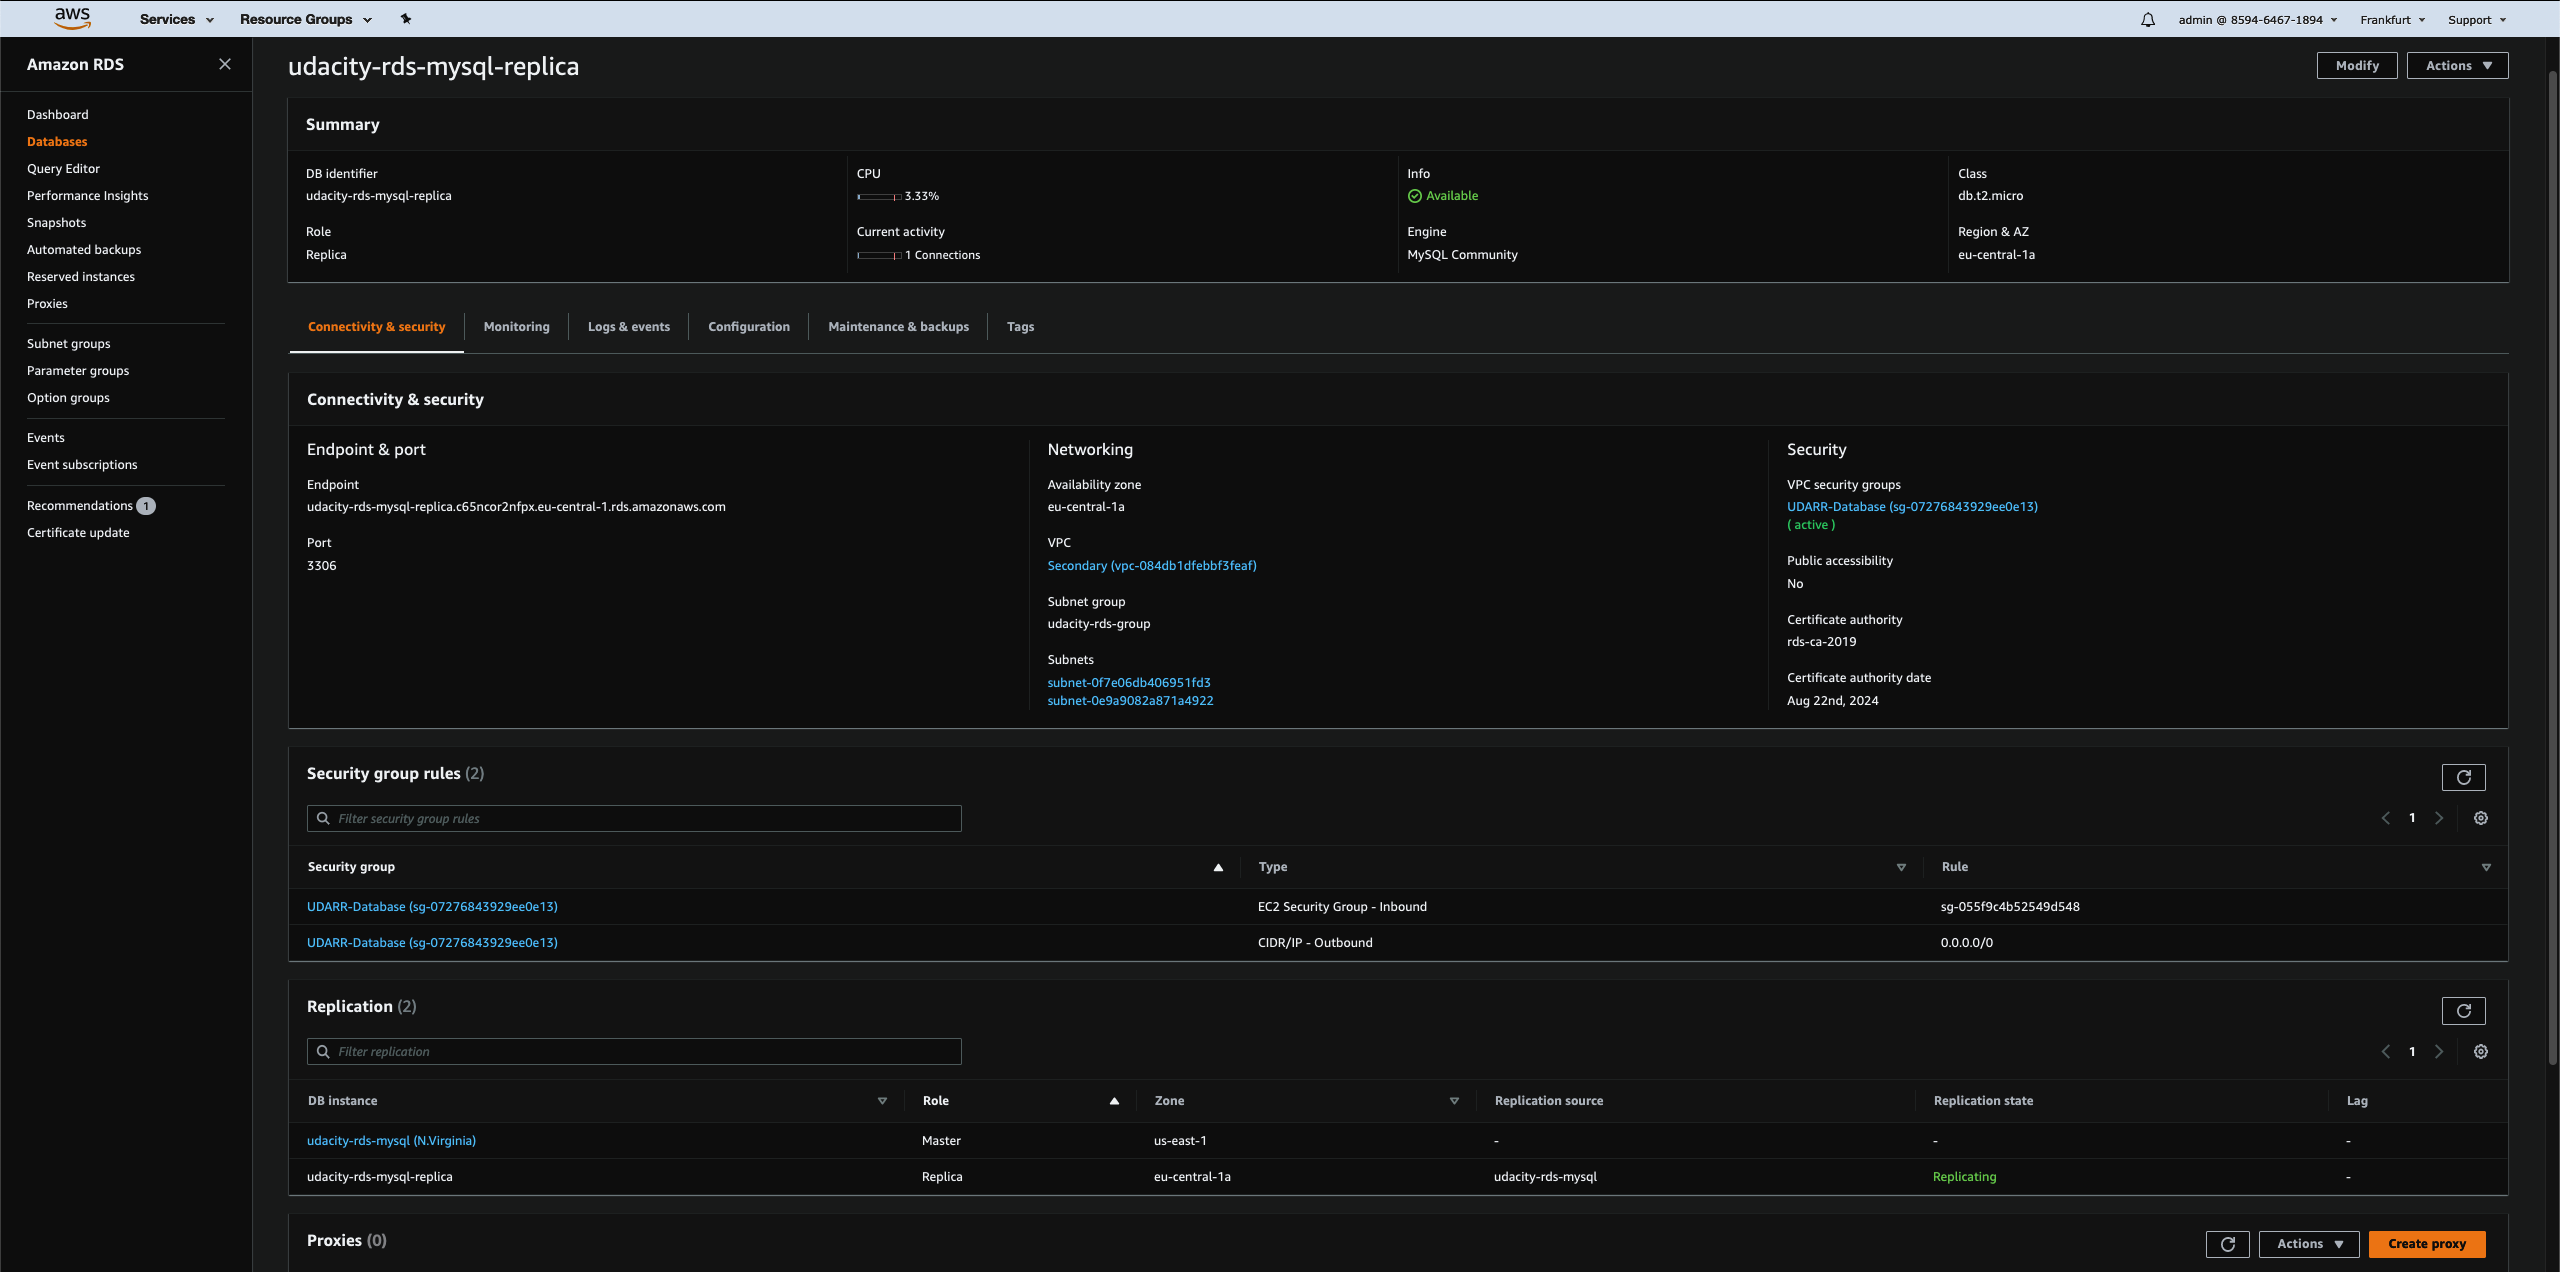 aws Services Resource Groups admin @ 8594-6467-1894 Frankfurt Support
Amazon RDS
Dashboard
Databases
Query Editor
Performance Insights
Snapshots
Automated backups
Reserved instances
Proxies
Subnet groups
Parameter groups
Option groups
Events
Event subscriptions
Recommendations 1
Certificate update
udacity-rds-mysql-replica Modify Actions
Summary
DB identifier CPU Info Class
udacity-rds-mysql-replica 3.33% Available db.t2.micro
Role Current activity Engine Region & AZ
Replica 1 Connections MySQL Community eu-central-1a
Connectivity & security Monitoring Logs & events Configuration Maintenance & backups Tags
Connectivity & security
Endpoint & port
Endpoint
udacity-rds-mysql-replica.c65ncor2nfpx.eu-central-1.rds.amazonaws.com
Port
3306
Networking
Availability zone
eu-central-1a
VPC
Secondary (vpc-084db1dfebbf3feaf)
Subnet group
udacity-rds-group
Subnets
subnet-0f7e06db406951fd3
subnet-0e9a9082a871a4922
Security
VPC security groups
UDARR-Database (sg-07276843929ee0e13)
( active )
Public accessibility
No
Certificate authority
rds-ca-2019
Certificate authority date
Aug 22nd, 2024
Security group rules (2)
Filter security group rules 1
Security group Type Rule
UDARR-Database (sg-07276843929ee0e13) EC2 Security Group - Inbound sg-055f9c4b52549d548
UDARR-Database (sg-07276843929ee0e13) CIDR/IP - Outbound 0.0.0.0/0
Replication (2)
Filter replication 1
DB instance Role Zone Replication source Replication state Lag
udacity-rds-mysql (N.Virginia) Master us-east-1 - - -
udacity-rds-mysql-replica Replica eu-central-1a udacity-rds-mysql Replicating -
Proxies (0) Actions Create proxy